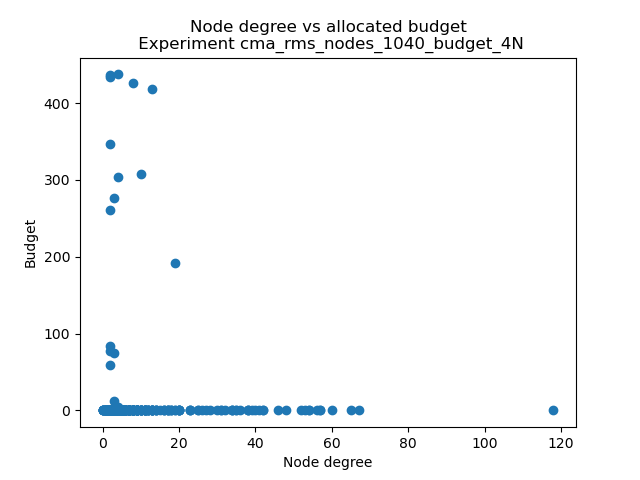 Node degree vs allocated budget
Experiment cma_rms_nodes_1040_budget_4N
400
300
200
100
0
Budget
0 20 40 60 80 100 120
Node degree